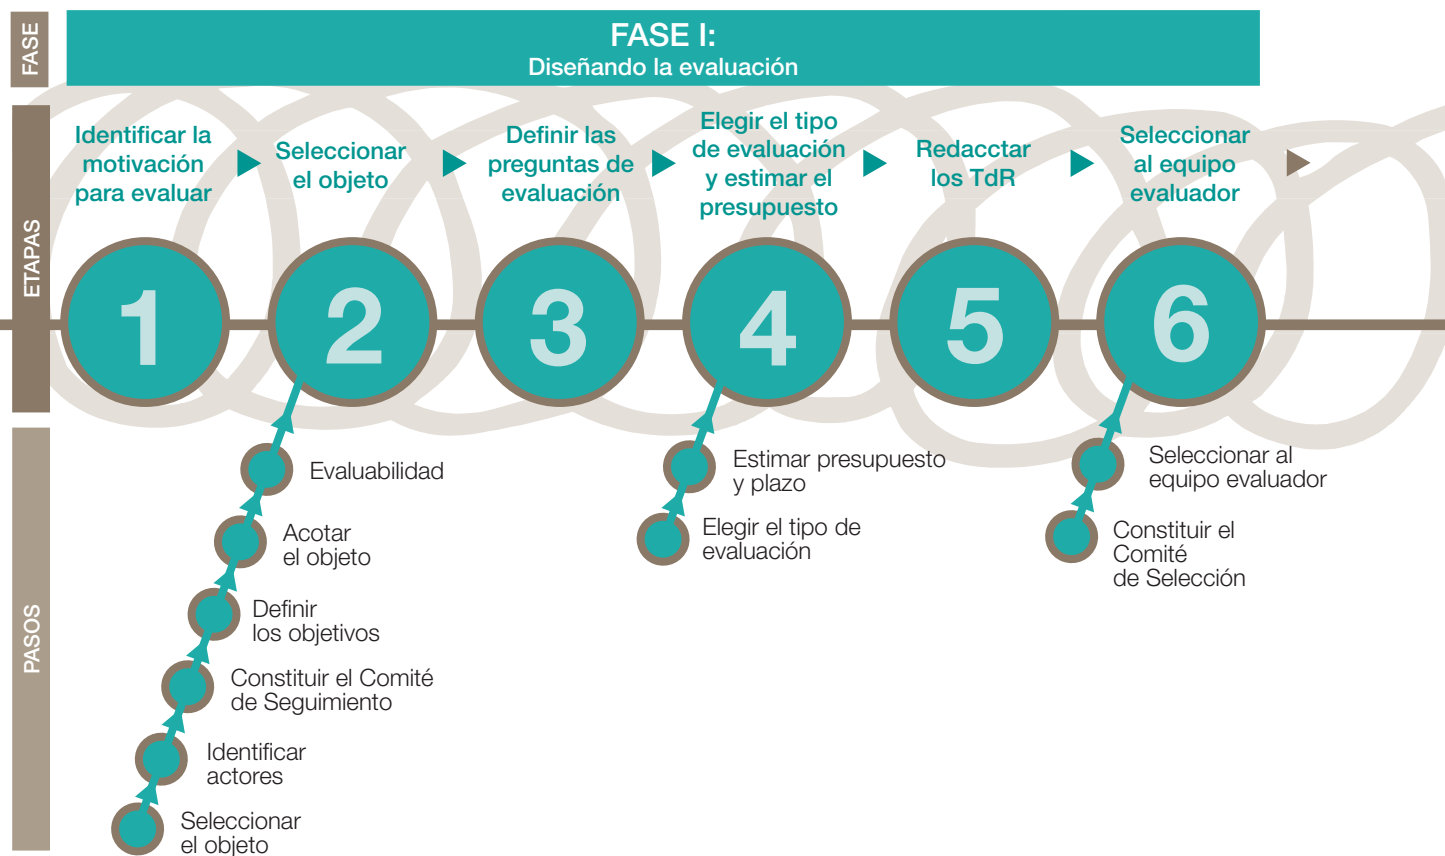 FASE
FASE I:
Diseñando la evaluación
ETAPAS
Identificar la
motivación
para evaluar
Seleccionar
el objeto
Definir las
preguntas de
evaluación
Elegir el tipo
de evaluación
y estimar el
presupuesto
Redacctar
los TdR
Seleccionar
al equipo
evaluador
1
2
3
4
5
6
PASOS
Evaluabilidad
Acotar
el objeto
Definir
los objetivos
Constituir el Comité
de Seguimiento
Identificar
actores
Seleccionar
el objeto
Estimar presupuesto
y plazo
Elegir el tipo de
evaluación
Seleccionar al
equipo evaluador
Constituir el
Comité
de Selección